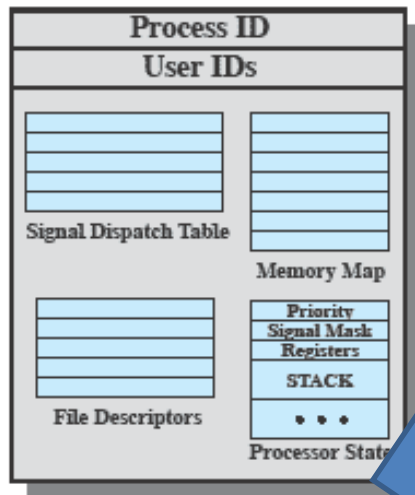 Process ID
User IDs
Signal Dispatch Table
Memory Map
File Descriptors
Priority
Signal Mask
Registers
STACK
• • •
Processor State